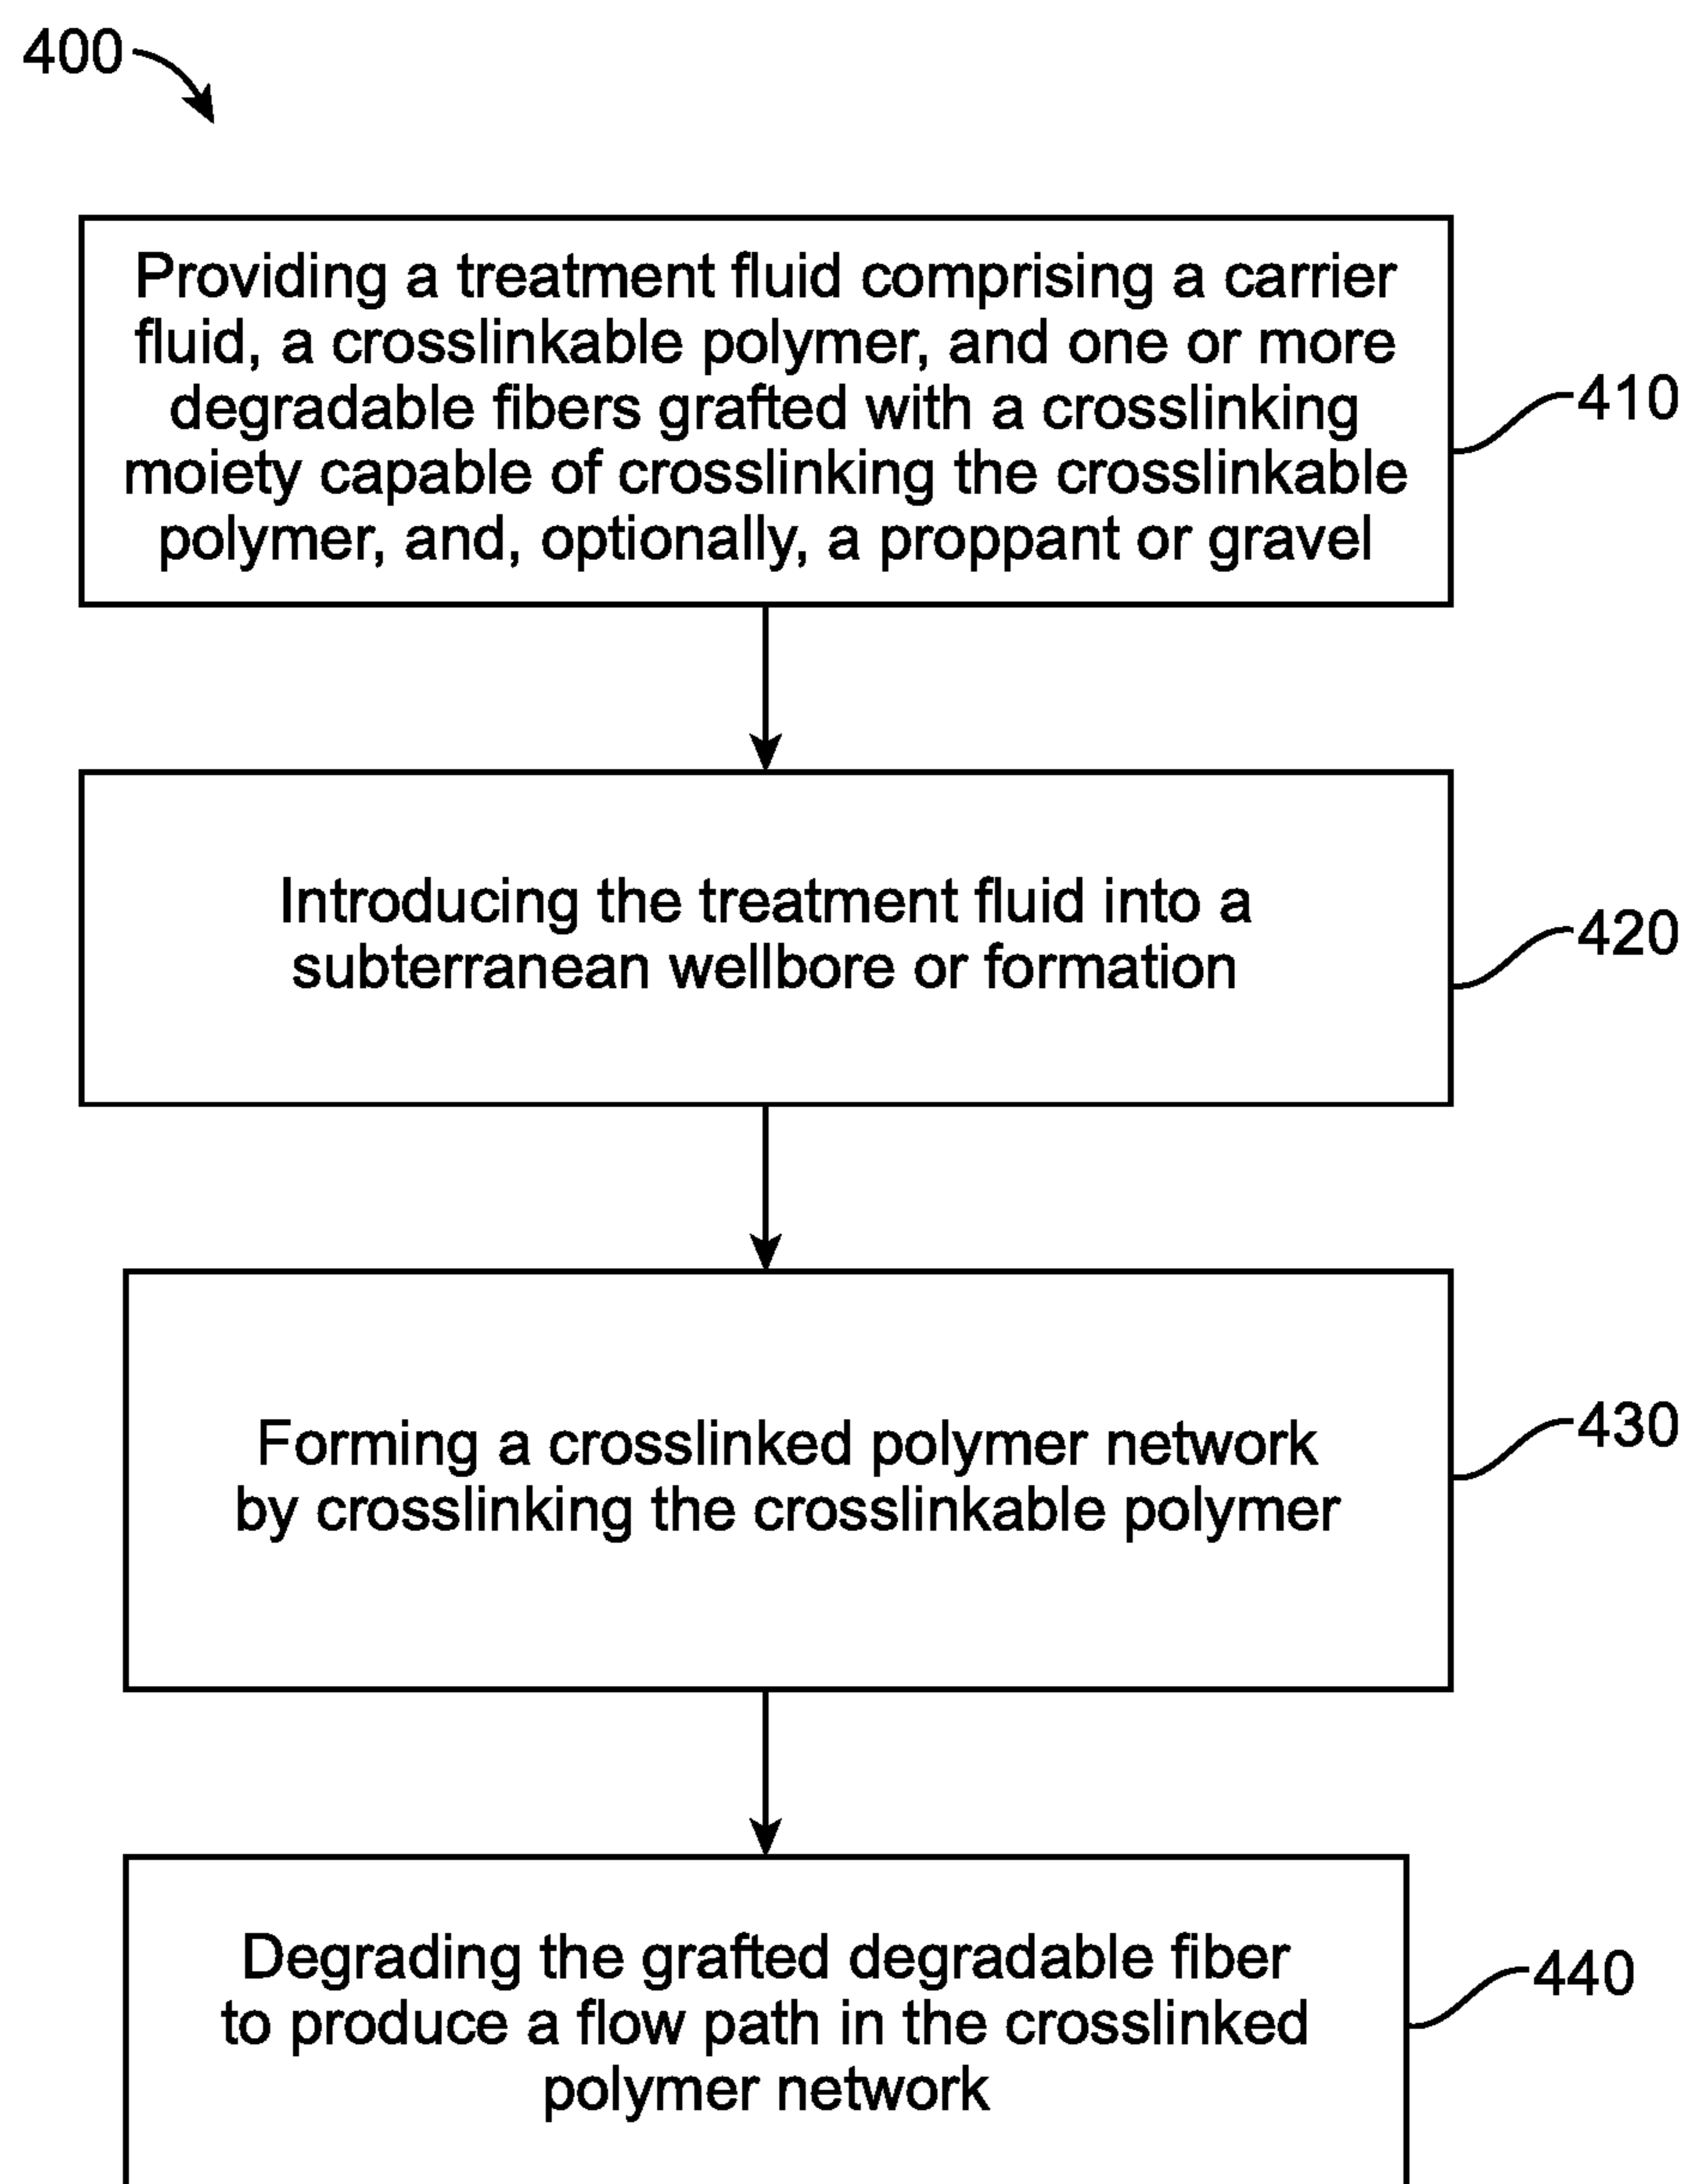 400
Providing a treatment fluid comprising a carrier
fluid, a crosslinkable polymer, and one or more
degradable fibers grafted with a crosslinking
moiety capable of crosslinking the crosslinkable
polymer, and, optionally, a proppant or gravel
410
Introducing the treatment fluid into a
subterranean wellbore or formation
420
Forming a crosslinked polymer network
by crosslinking the crosslinkable polymer
430
Degrading the grafted degradable fiber
to produce a flow path in the crosslinked
polymer network
440